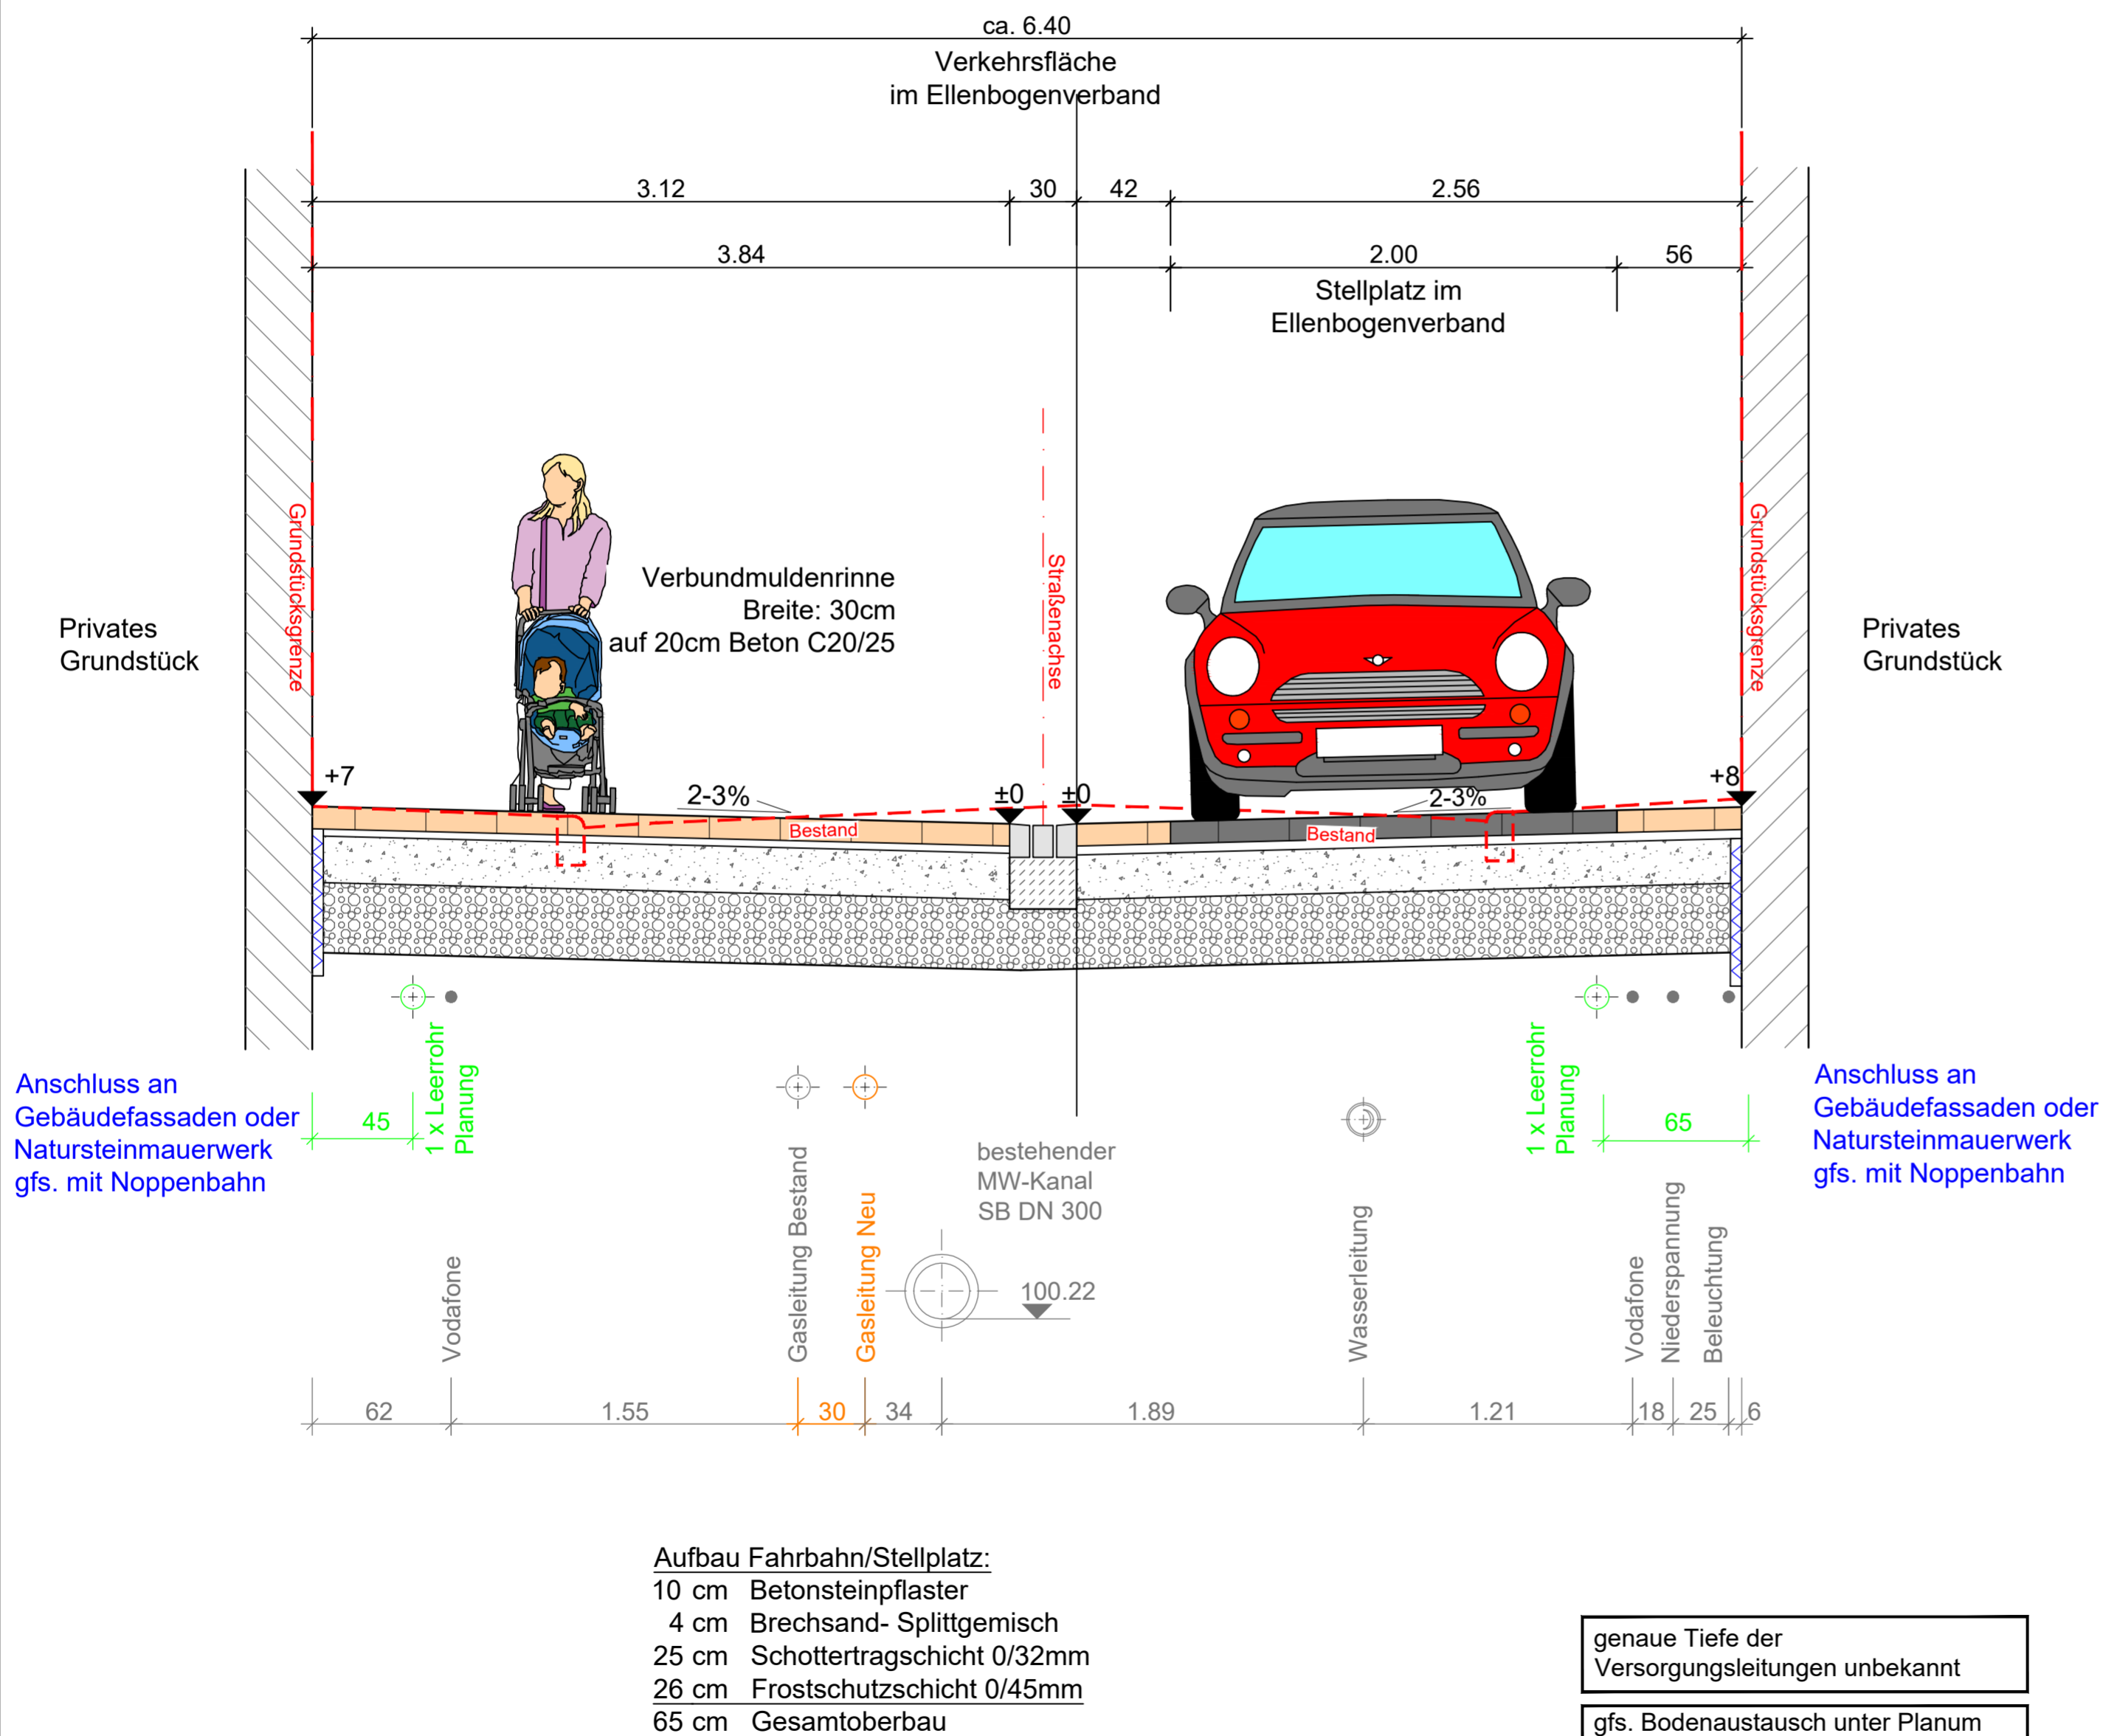 ca. 6.40
Verkehrsfläche
im Ellenbogenverband
3.12
30
42
2.56
3.84
2.00
56
Stellplatz im
Ellenbogenverband
Grundstücksgrenze
Straßenachse
Grundstücksgrenze
Verbundmuldenrinne
Breite: 30cm
auf 20cm Beton C20/25
Privates
Grundstück
Privates
Grundstück
+7
2-3%
±0
±0
2-3%
+8
Bestand
Bestand
Anschluss an
Gebäudefassaden oder
Natursteinmauerwerk
gfs. mit Noppenbahn
45
1 x Leerrohr
Planung
1 x Leerrohr
Planung
65
Anschluss an
Gebäudefassaden oder
Natursteinmauerwerk
gfs. mit Noppenbahn
bestehender
MW-Kanal
SB DN 300
100.22
Vodafone
Gasleitung Bestand
Gasleitung Neu
Wasserleitung
Vodafone
Niederspannung
Beleuchtung
62
1.55
30
34
1.89
1.21
18
25
6
Aufbau Fahrbahn/Stellplatz:
10 cm Betonsteinpflaster
4 cm Brechsand- Splittgemisch
25 cm Schottertragschicht 0/32mm
26 cm Frostschutzschicht 0/45mm
65 cm Gesamtoberbau
genaue Tiefe der
Versorgungsleitungen unbekannt
gfs. Bodenaustausch unter Planum